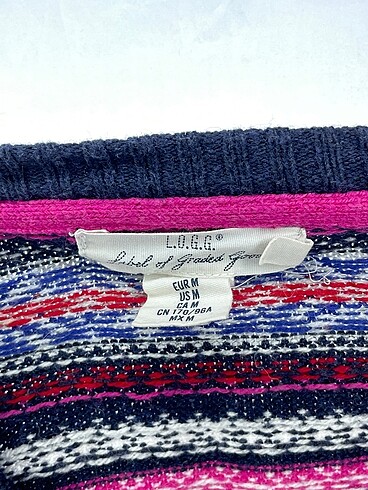 L.O.G.G.®
Label of Graded Goods
EUR M
US M
CA M
CN 170/96A
MX M